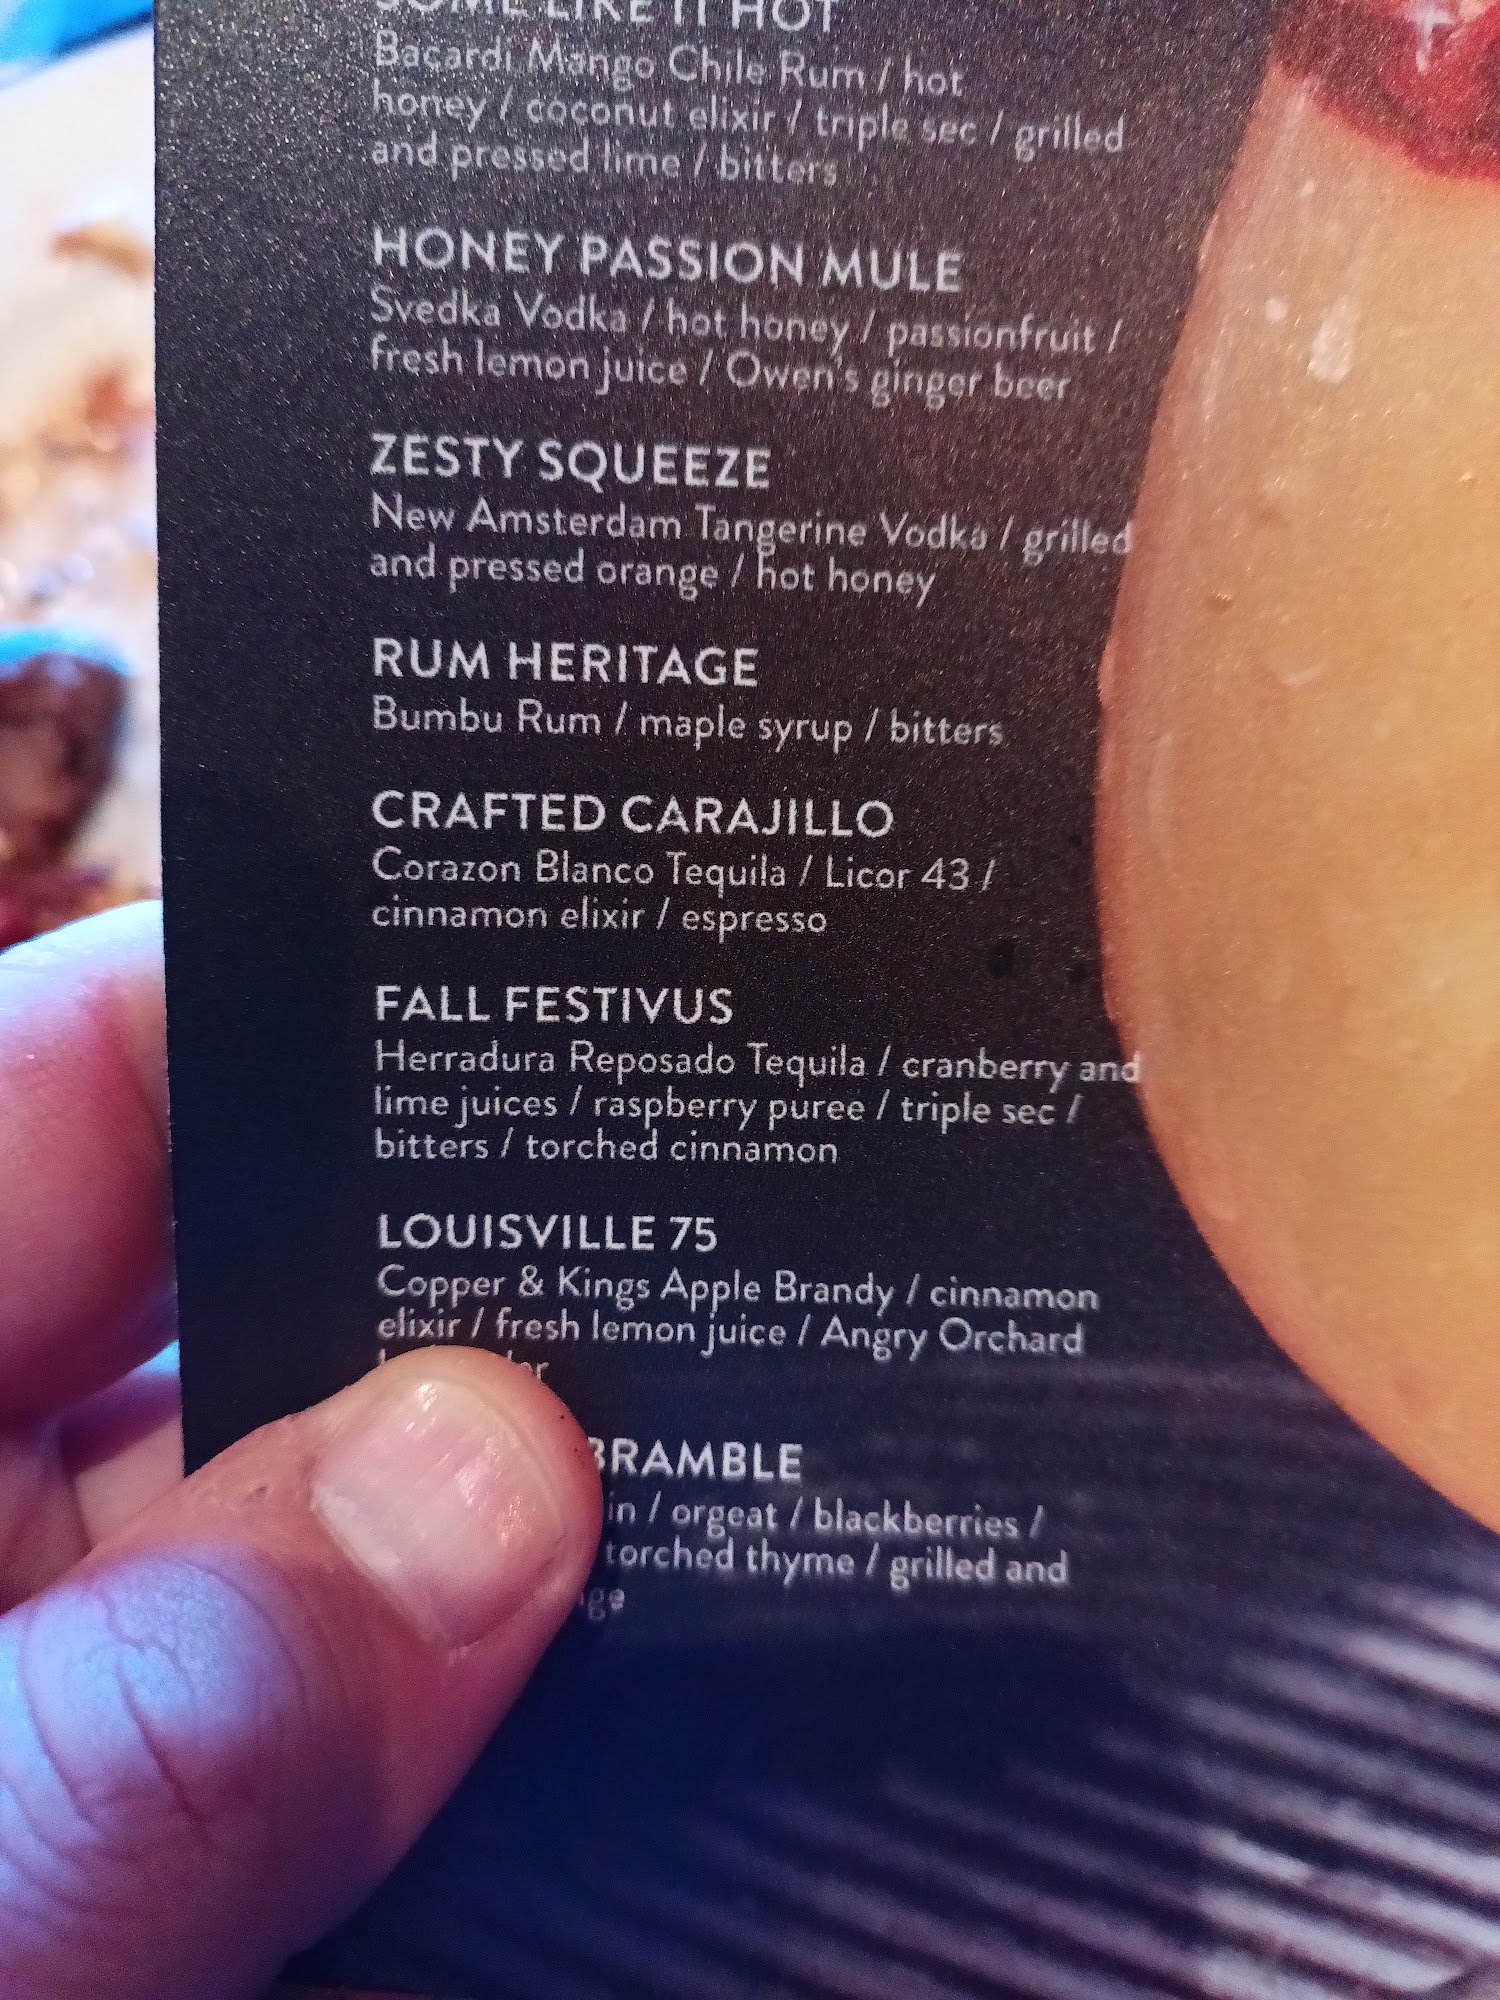 SOME LIKE IT HOT
Bacardi Mango Chile Rum / hot
honey / coconut elixir / triple sec / grilled
and pressed lime / bitters
HONEY PASSION MULE
Svedka Vodka / hot honey / passionfruit /
fresh lemon juice / Owen's ginger beer
ZESTY SQUEEZE
New Amsterdam Tangerine Vodka / grilled
and pressed orange / hot honey
RUM HERITAGE
Bumbu Rum / maple syrup / bitters
CRAFTED CARAJILLO
Corazon Blanco Tequila / Licor 43 /
cinnamon elixir / espresso
FALL FESTIVUS
Herradura Reposado Tequila / cranberry and
lime juices / raspberry puree / triple sec /
bitters / torched cinnamon
LOUISVILLE 75
Copper & Kings Apple Brandy / cinnamon
elixir / fresh lemon juice / Angry Orchard
BRAMBLE
/ orgeat / blackberries /
torched thyme / grilled and